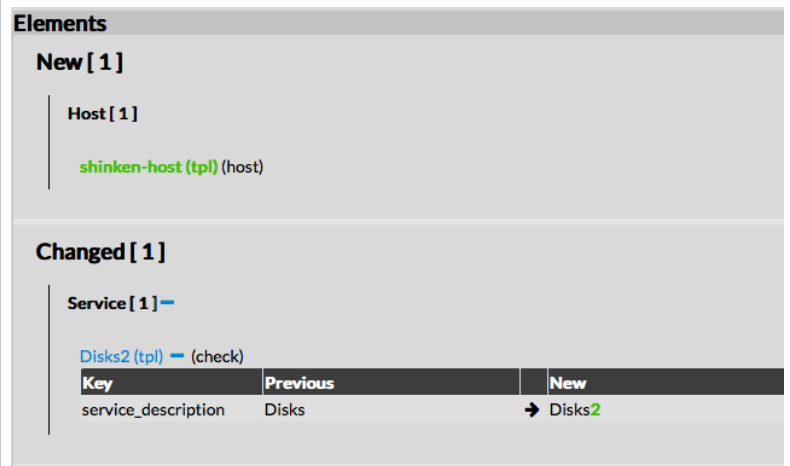 Elements
New [ 1 ]
Host [ 1 ]
shinken-host (tpl) (host)
Changed [ 1 ]
Service [ 1 ]
Disks2 (tpl) (check)
Key Previous New
service_description Disks → Disks2